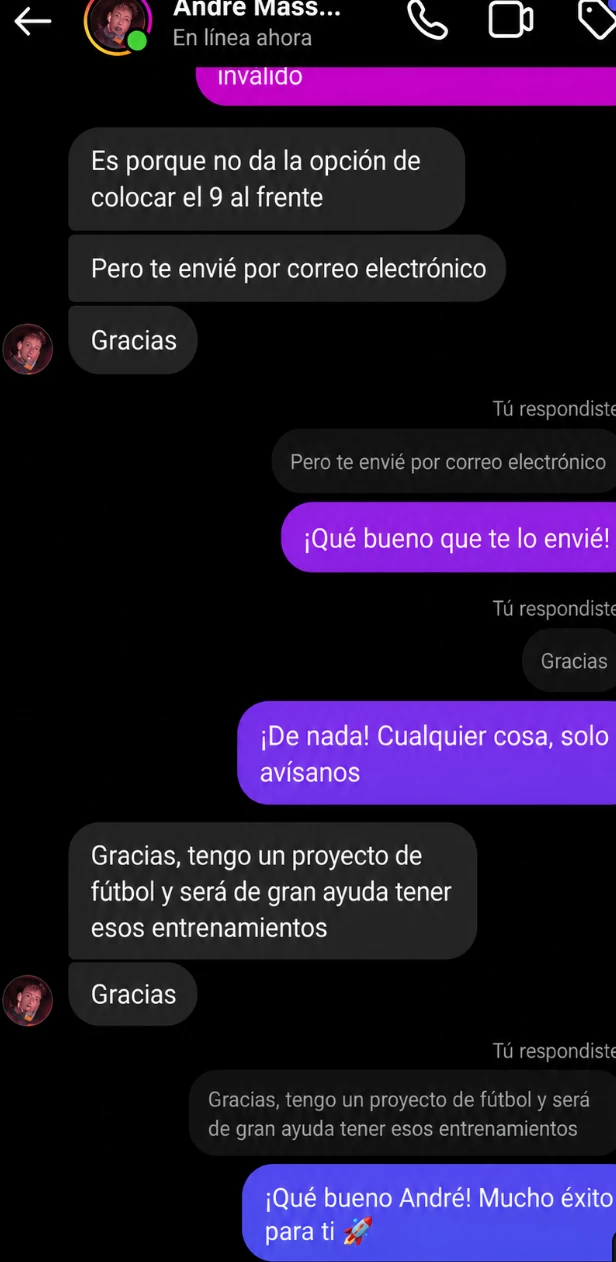 André Mass...
En línea ahora
inválido
Es porque no da la opción de
colocar el 9 al frente
Pero te envié por correo electrónico
Gracias
Tú respondiste
Pero te envié por correo electrónico
¡Qué bueno que te lo envié!
Tú respondiste
Gracias
¡De nada! Cualquier cosa, solo
avísanos
Gracias, tengo un proyecto de
fútbol y será de gran ayuda tener
esos entrenamientos
Gracias
Tú respondiste
Gracias, tengo un proyecto de fútbol y será
de gran ayuda tener esos entrenamientos
¡Qué bueno André! Mucho éxito
para ti 🚀